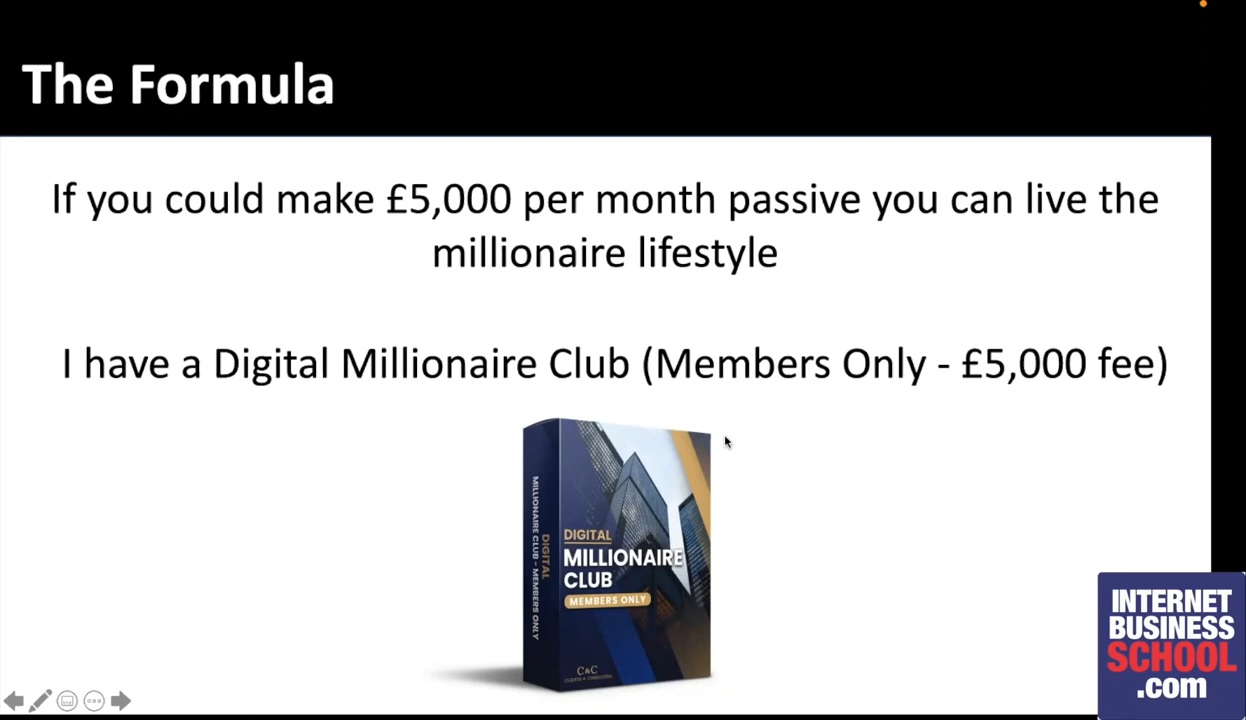 The Formula
If you could make £5,000 per month passive you can live the
millionaire lifestyle
I have a Digital Millionaire Club (Members Only - £5,000 fee)
DIGITAL
MILLIONAIRE CLUB - MEMBERS ONLY
DIGITAL
MILLIONAIRE
CLUB
MEMBERS ONLY
C&C
INTERNET
BUSINESS
SCHOOL
.com